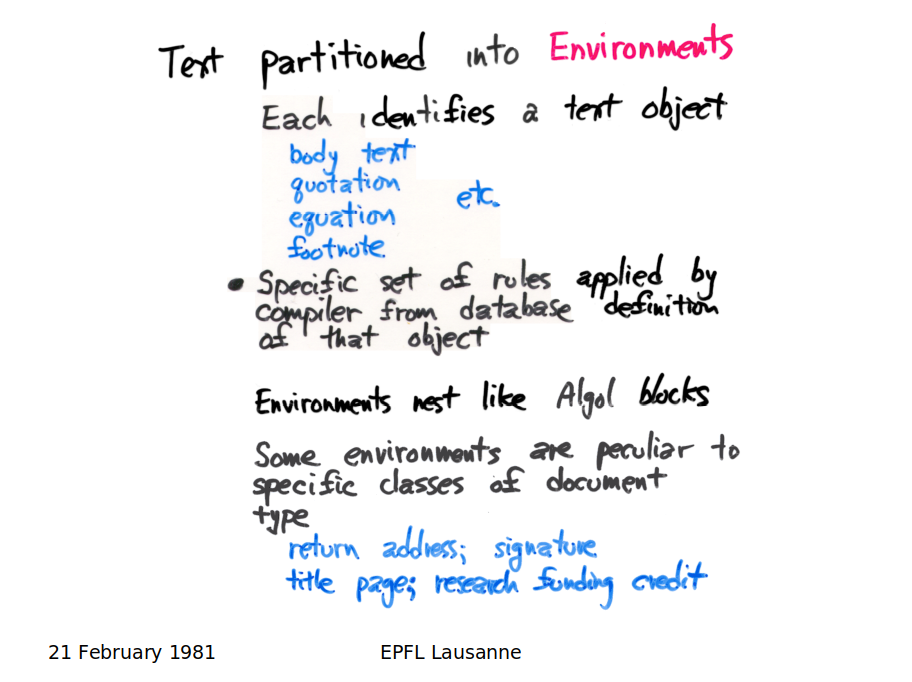 Text partitioned into Environments
Each identifies a text object
body text
quotation
equation
footnote
etc.
• Specific set of rules applied by
compiler from database definition
of that object
Environments nest like Algol blocks
Some environments are peculiar to
specific classes of document
type
return address; signature
title page; research funding credit
21 February 1981
EPFL Lausanne